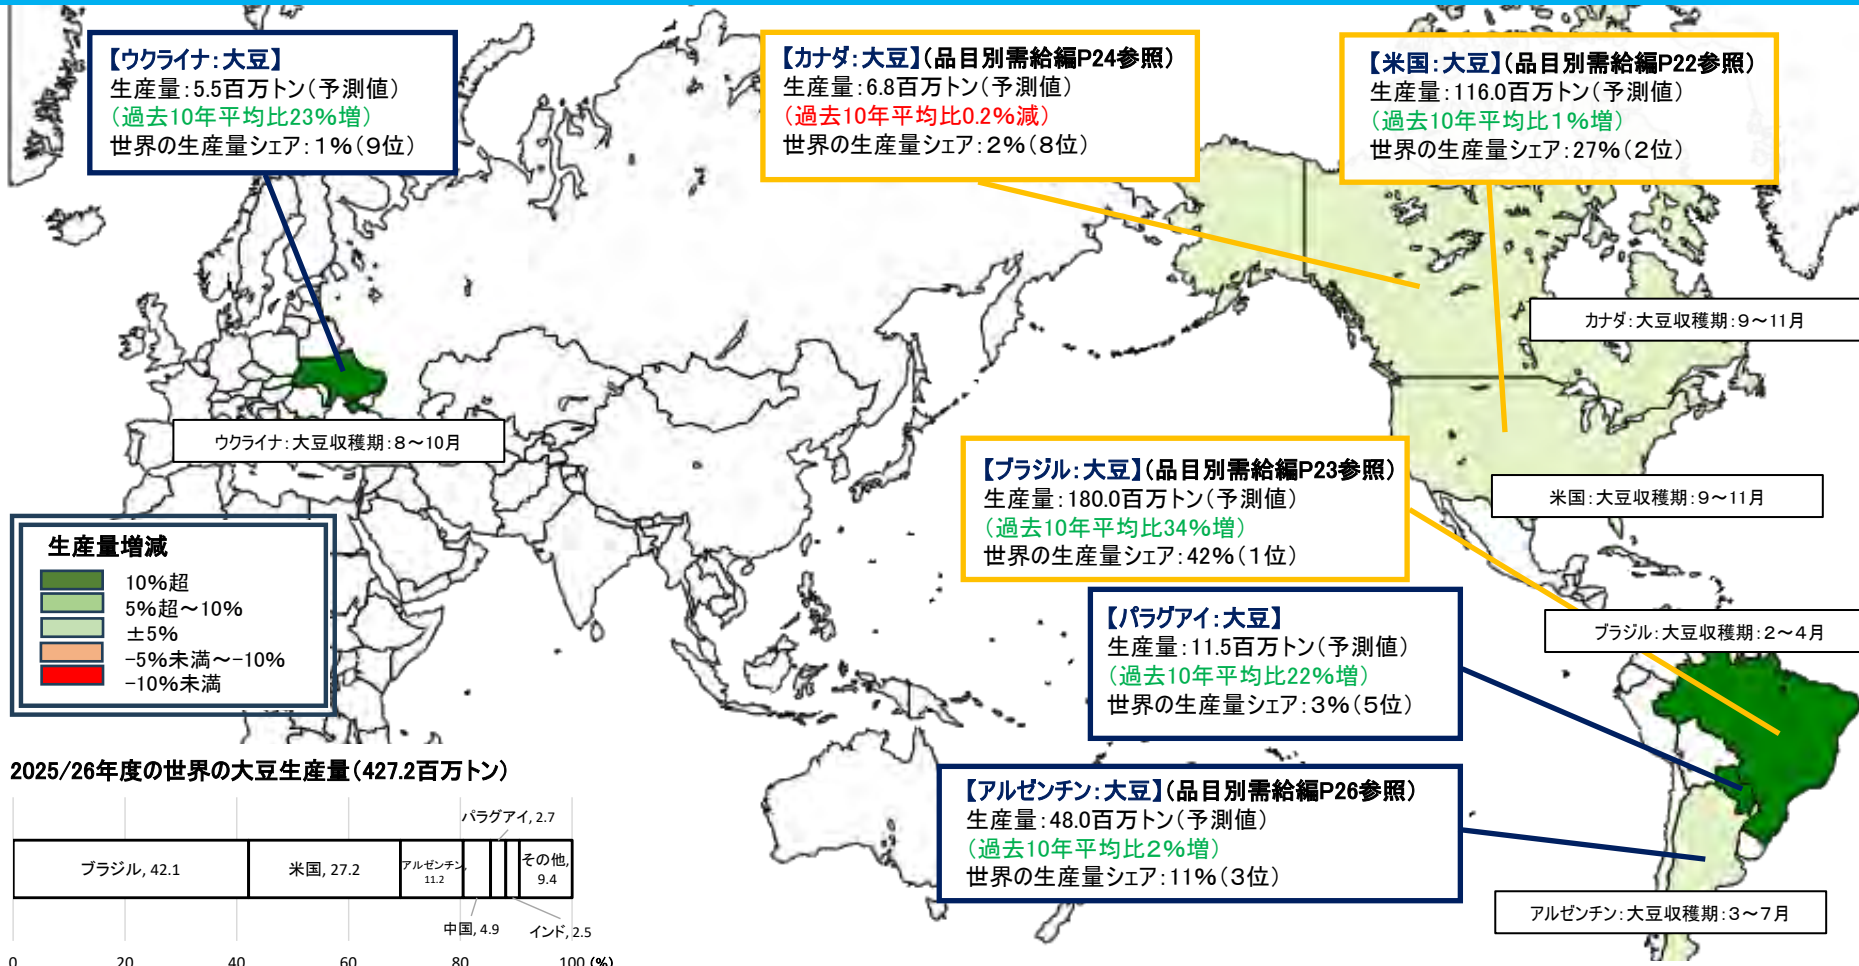 【ウクライナ:大豆】
生産量:5.5百万トン(予測値)
(過去10年平均比23%増)
世界の生産量シェア:1%(9位)
【カナダ:大豆】(品目別需給編P24参照)
生産量:6.8百万トン(予測値)
(過去10年平均比0.2%減)
世界の生産量シェア:2%(8位)
【米国:大豆】(品目別需給編P22参照)
生産量:116.0百万トン(予測値)
(過去10年平均比1%増)
世界の生産量シェア:27%(2位)
カナダ:大豆収穫期:9~11月
ウクライナ:大豆収穫期:8~10月
【ブラジル:大豆】(品目別需給編P23参照)
生産量:180.0百万トン(予測値)
(過去10年平均比34%増)
世界の生産量シェア:42%(1位)
米国:大豆収穫期:9~11月
生産量増減
10%超
5%超~10%
±5%
-5%未満~-10%
-10%未満
【パラグアイ:大豆】
生産量:11.5百万トン(予測値)
(過去10年平均比22%増)
世界の生産量シェア:3%(5位)
ブラジル:大豆収穫期:2~4月
【アルゼンチン:大豆】(品目別需給編P26参照)
生産量:48.0百万トン(予測値)
(過去10年平均比2%増)
世界の生産量シェア:11%(3位)
アルゼンチン:大豆収穫期:3~7月
2025/26年度の世界の大豆生産量(427.2百万トン)
パラグアイ, 2.7
ブラジル, 42.1
米国, 27.2
アルゼンチン,
11.2
その他,
9.4
中国, 4.9
インド, 2.5
0 20 40 60 80 100 (%)